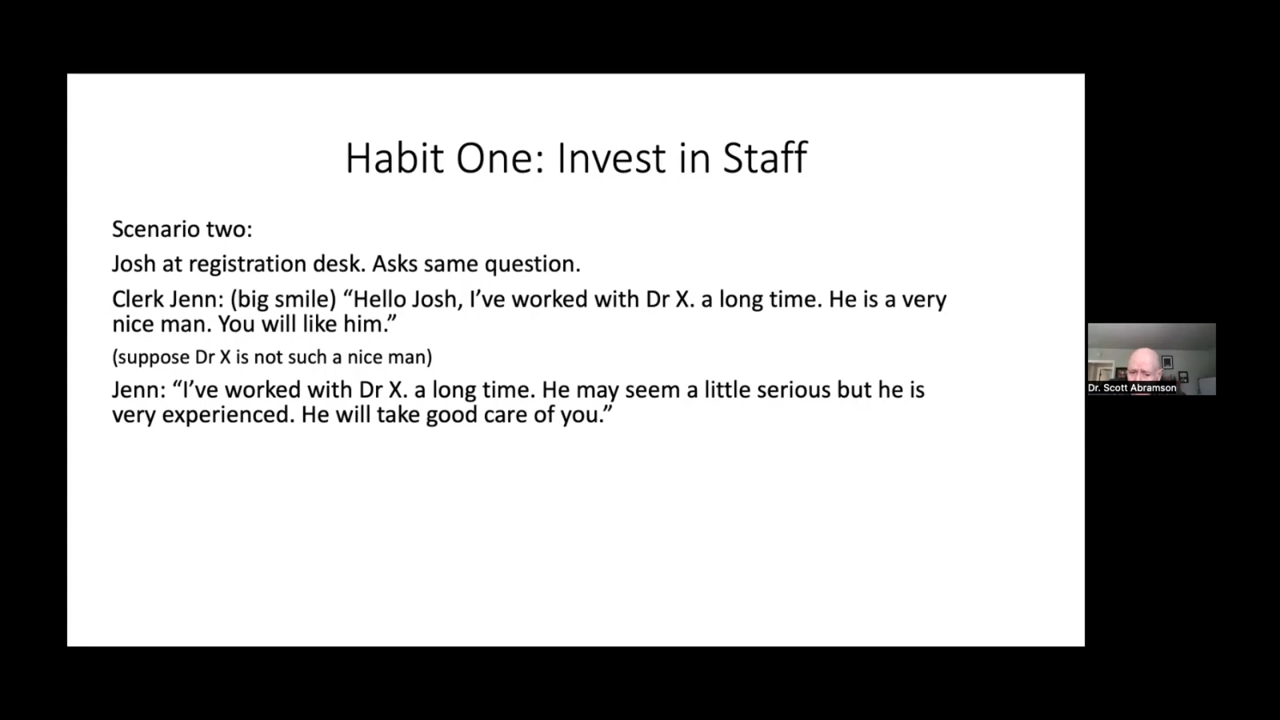 Habit One: Invest in Staff
Scenario two:
Josh at registration desk. Asks same question.
Clerk Jenn: (big smile) “Hello Josh, I’ve worked with Dr X. a long time. He is a very
nice man. You will like him.”
(suppose Dr X is not such a nice man)
Jenn: “I’ve worked with Dr X. a long time. He may seem a little serious but he is
very experienced. He will take good care of you.”
Dr. Scott Abramson